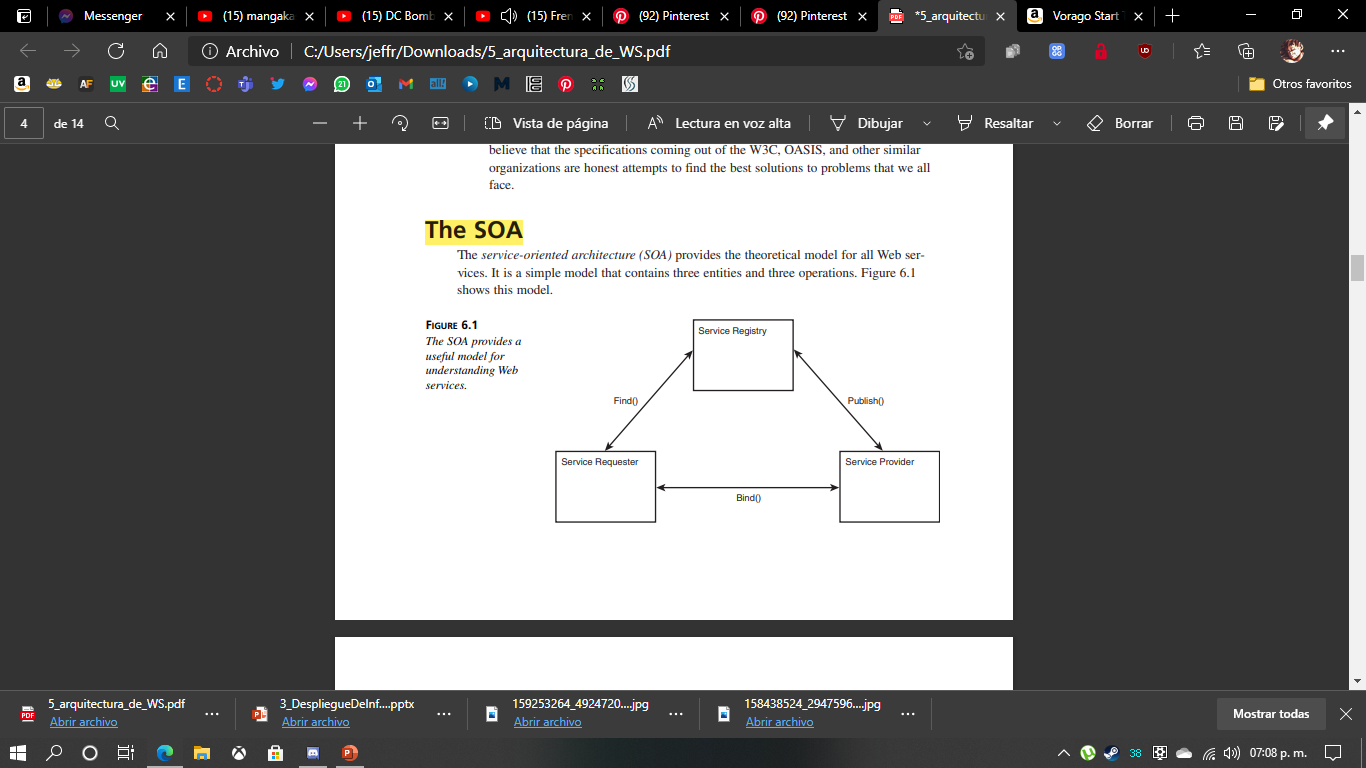 Messenger
(15) mangaka
(15) DC Bomb
(15) Fren
(92) Pinterest
(92) Pinterest
*5_arquitectu
Vorago Start T
Archivo
C:/Users/jeffr/Downloads/5_arquitectura_de_WS.pdf
Otros favoritos
4 de 14
Vista de página
Lectura en voz alta
Dibujar
Resaltar
Borrar
believe that the specifications coming out of the W3C, OASIS, and other similar
organizations are honest attempts to find the best solutions to problems that we all
face.
The SOA
The service-oriented architecture (SOA) provides the theoretical model for all Web ser-
vices. It is a simple model that contains three entities and three operations. Figure 6.1
shows this model.
FIGURE 6.1
The SOA provides a
useful model for
understanding Web
services.
Service Registry
Find()
Publish()
Service Requester
Service Provider
Bind()
5_arquitectura_de_WS.pdf
Abrir archivo
3_DespliegueDeInf....pptx
Abrir archivo
159253264_4924720....jpg
Abrir archivo
158438524_2947596....jpg
Abrir archivo
Mostrar todas
38
07:08 p. m.